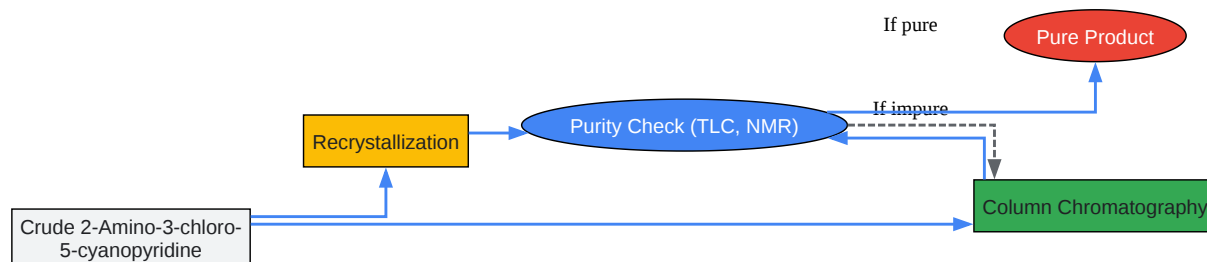 If pure
Pure Product
If impure
Purity Check (TLC, NMR)
Recrystallization
Column Chromatography
Crude 2-Amino-3-chloro-
5-cyanopyridine